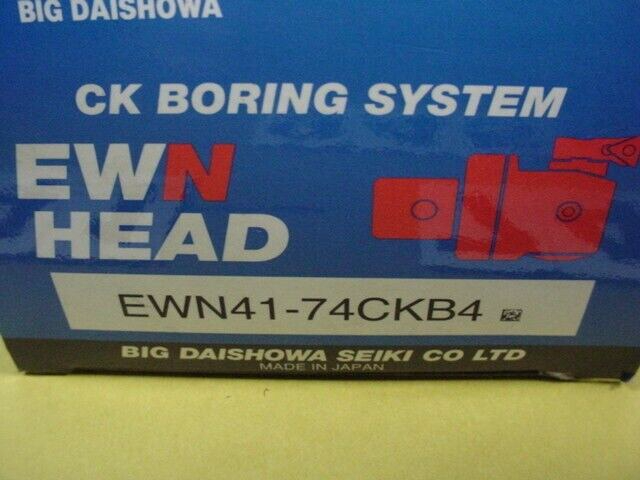 BIG DAISHOWA
CK BORING SYSTEM
EWN
HEAD
EWN41-74CKB4
BIG DAISHOWA SEIKI CO LTD
MADE IN JAPAN